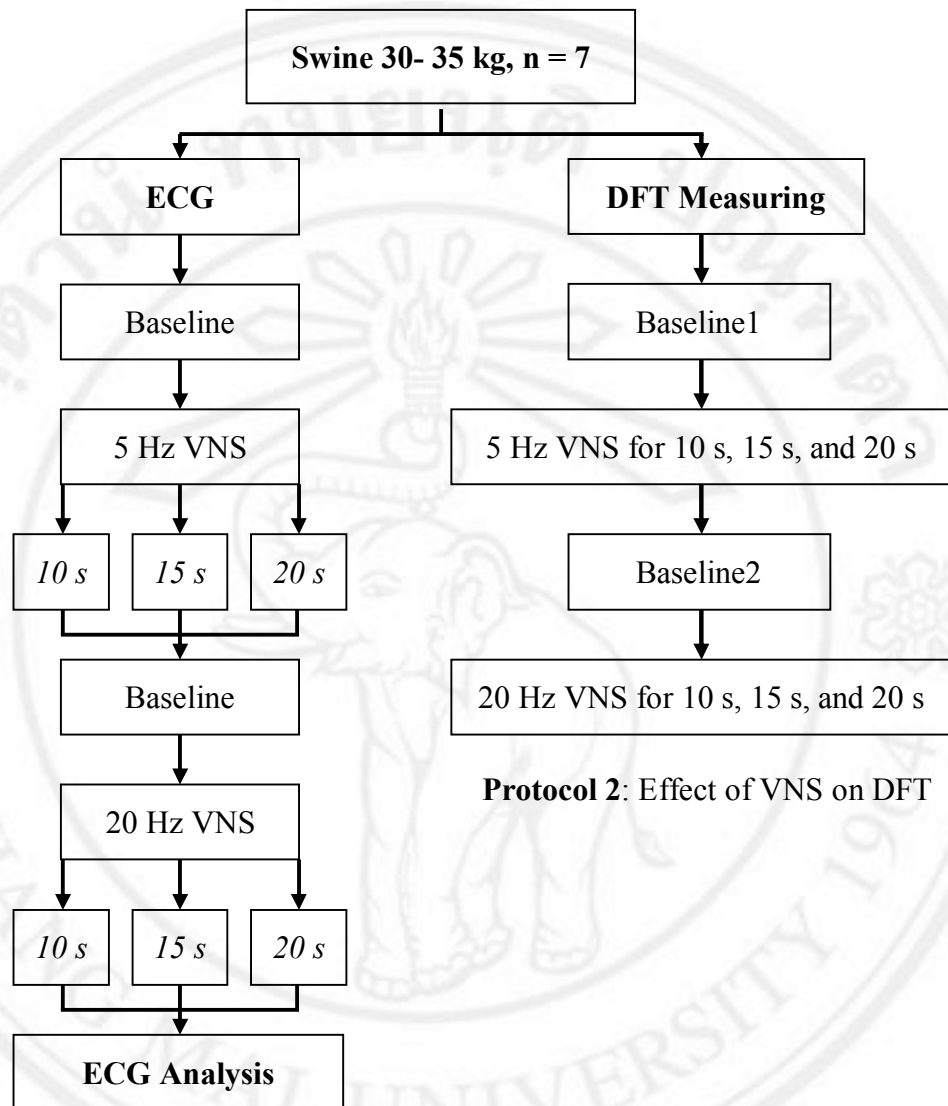 Swine 30- 35 kg, n = 7
ECG
DFT Measuring
Baseline
Baseline1
5 Hz VNS
5 Hz VNS for 10 s, 15 s, and 20 s
10 s
15 s
20 s
Baseline2
Baseline
20 Hz VNS for 10 s, 15 s, and 20 s
Protocol 2: Effect of VNS on DFT
20 Hz VNS
10 s
15 s
20 s
ECG Analysis
UNIVERSITY 1964